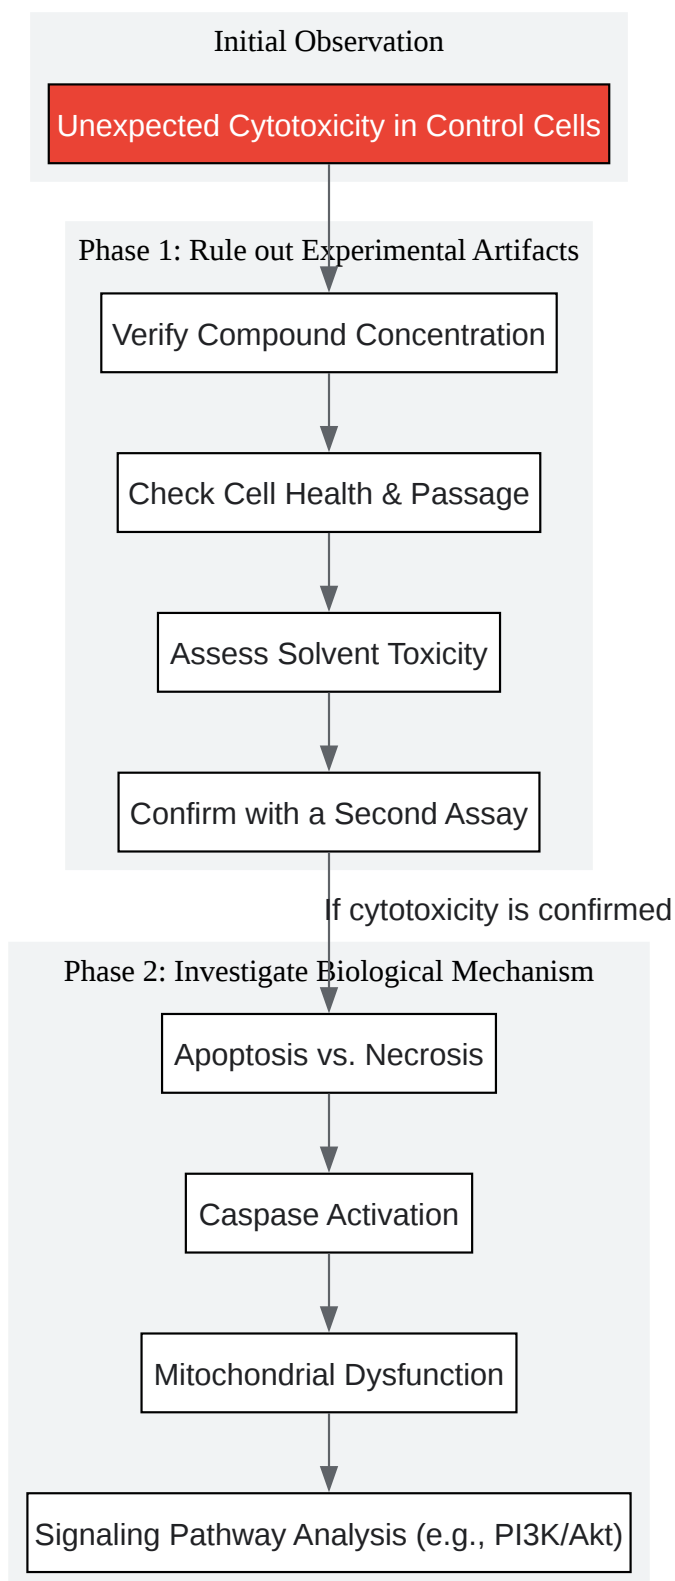 Initial Observation
Unexpected Cytotoxicity in Control Cells
Phase 1: Rule out Experimental Artifacts
Verify Compound Concentration
Check Cell Health & Passage
Assess Solvent Toxicity
Confirm with a Second Assay
If cytotoxicity is confirmed
Phase 2: Investigate Biological Mechanism
Apoptosis vs. Necrosis
Caspase Activation
Mitochondrial Dysfunction
Signaling Pathway Analysis (e.g., PI3K/Akt)